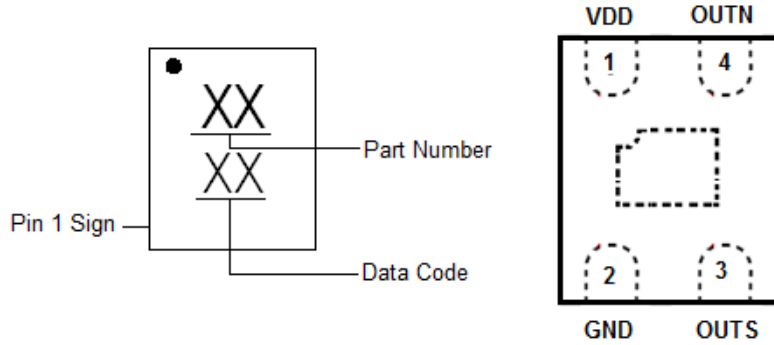 XX
Part Number
XX
Pin 1 Sign
Data Code
VDD OUTN
1 4
2 3
GND OUTS